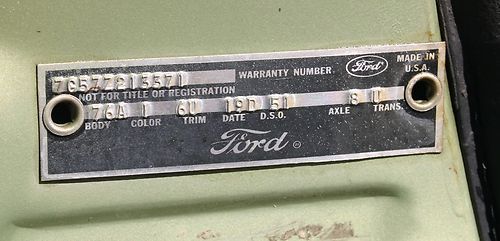 Ford
MADE IN U.S.A.
7C57Z213371 WARRANTY NUMBER
NOT FOR TITLE OR REGISTRATION
76A I 6U 19D 51 8 U
BODY COLOR TRIM DATE D.S.O. AXLE TRANS.
Ford